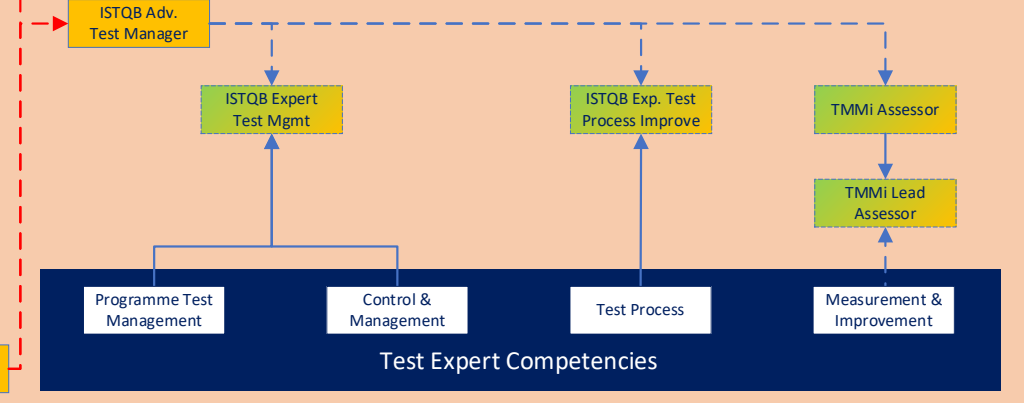 ISTQB Adv.
Test Manager
ISTQB Expert
Test Mgmt
ISTQB Exp. Test
Process Improve
TMMi Assessor
TMMi Lead
Assessor
Programme Test
Management
Control &
Management
Test Process
Measurement &
Improvement
Test Expert Competencies